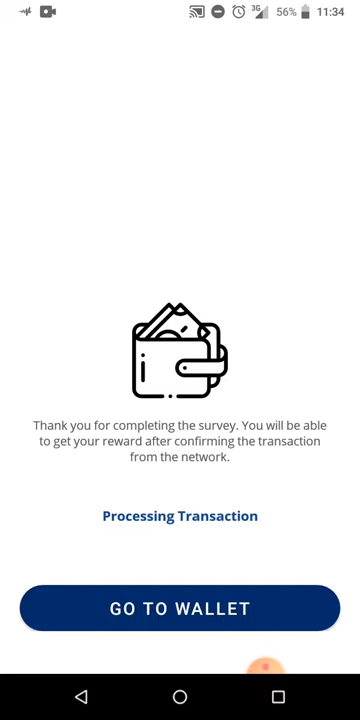 3G 56% 11:34
Thank you for completing the survey. You will be able
to get your reward after confirming the transaction
from the network.
Processing Transaction
GO TO WALLET